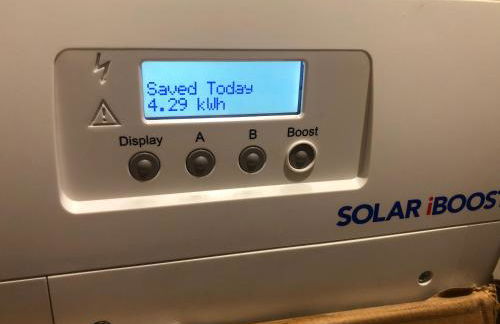 Saved Today
4.29 kWh
Display A B Boost
SOLAR iBOOST